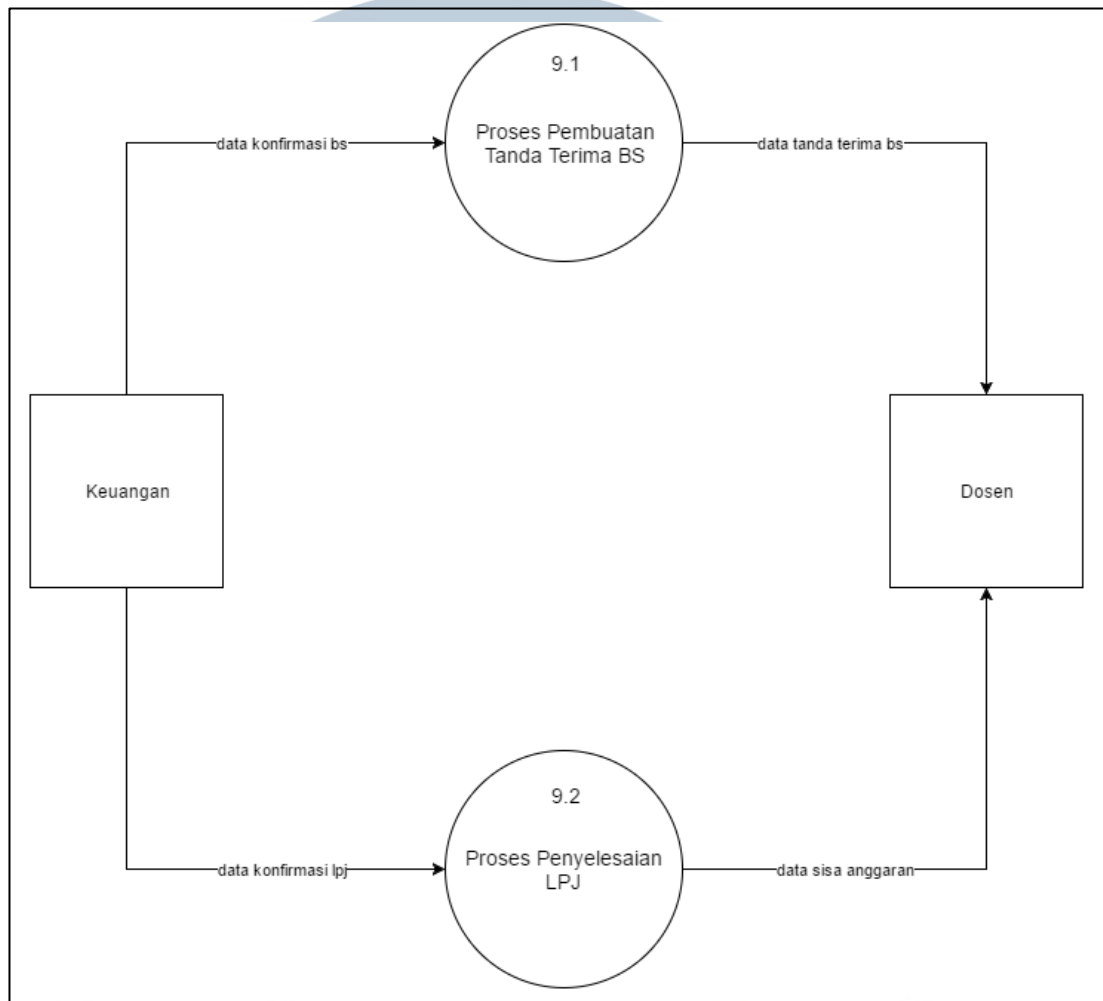 9.1
Proses Pembuatan
Tanda Terima BS
data konfirmasi bs
data tanda terima bs
Keuangan
Dosen
9.2
Proses Penyelesaian
LPJ
data konfirmasi lpj
data sisa anggaran